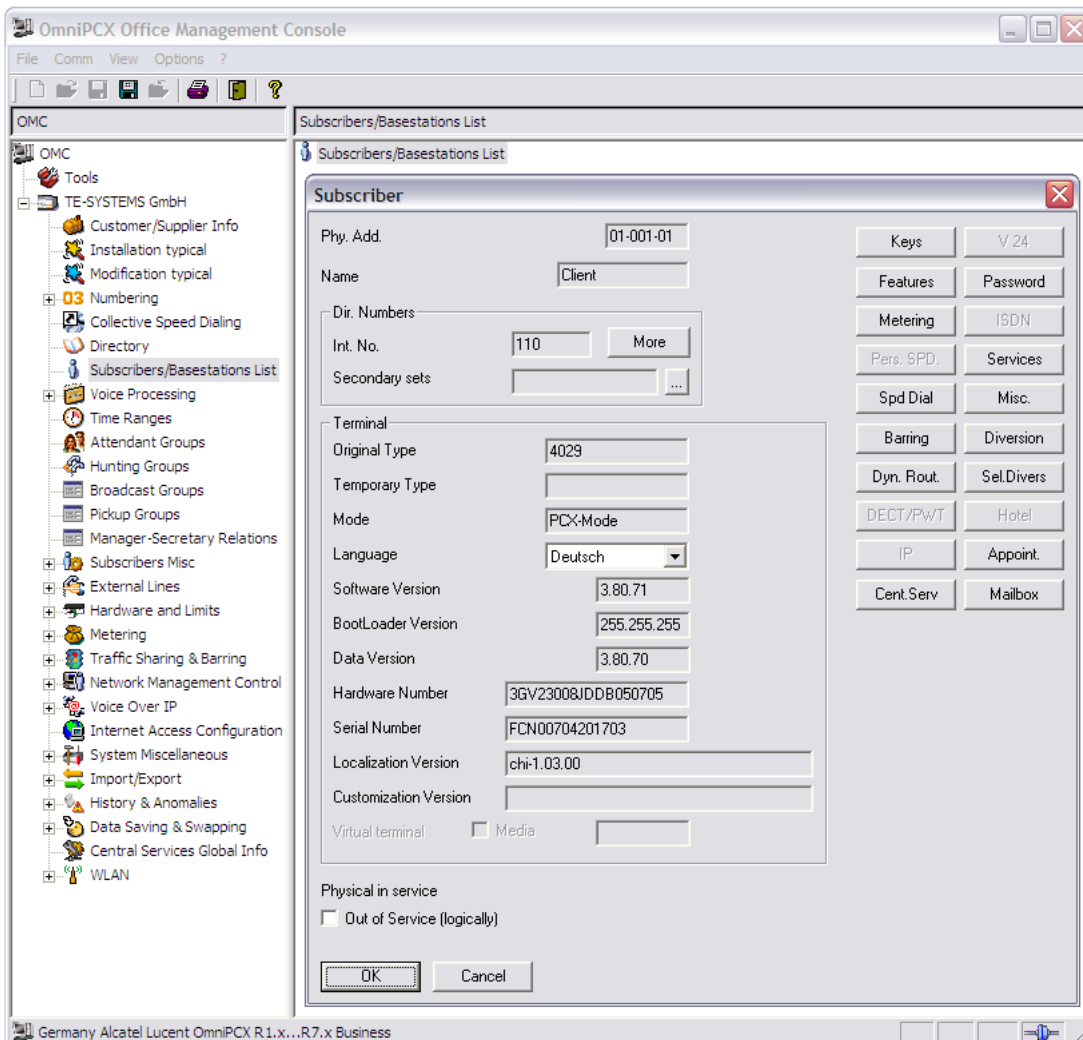 OmniPCX Office Management Console
File Comm View Options ?
OMC
Subscribers/Basestations List
OMC
Tools
TE-SYSTEMS GmbH
Customer/Supplier Info
Installation typical
Modification typical
03 Numbering
Collective Speed Dialing
Directory
Subscribers/Basestations List
Voice Processing
Time Ranges
Attendant Groups
Hunting Groups
Broadcast Groups
Pickup Groups
Manager-Secretary Relations
Subscribers Misc
External Lines
Hardware and Limits
Metering
Traffic Sharing & Barring
Network Management Control
Voice Over IP
Internet Access Configuration
System Miscellaneous
Import/Export
History & Anomalies
Data Saving & Swapping
Central Services Global Info
WLAN
Subscribers/Basestations List
Subscriber
Phy. Add. 01-001-01
Name Client
Dir. Numbers
Int. No. 110 More
Secondary sets ...
Terminal
Original Type 4029
Temporary Type
Mode PCX-Mode
Language Deutsch
Software Version 3.80.71
BootLoader Version 255.255.255
Data Version 3.80.70
Hardware Number 3GV23008JDDB050705
Serial Number FCN00704201703
Localization Version chi-1.03.00
Customization Version
Virtual terminal Media
Physical in service
Out of Service (logically)
OK Cancel
Keys V 24
Features Password
Metering ISDN
Pers. SPD. Services
Spd Dial Misc.
Barring Diversion
Dyn. Rout. Sel.Divers
DECT/PWT Hotel
IP Appoint.
Cent.Serv Mailbox
Germany Alcatel Lucent OmniPCX R1.x...R7.x Business